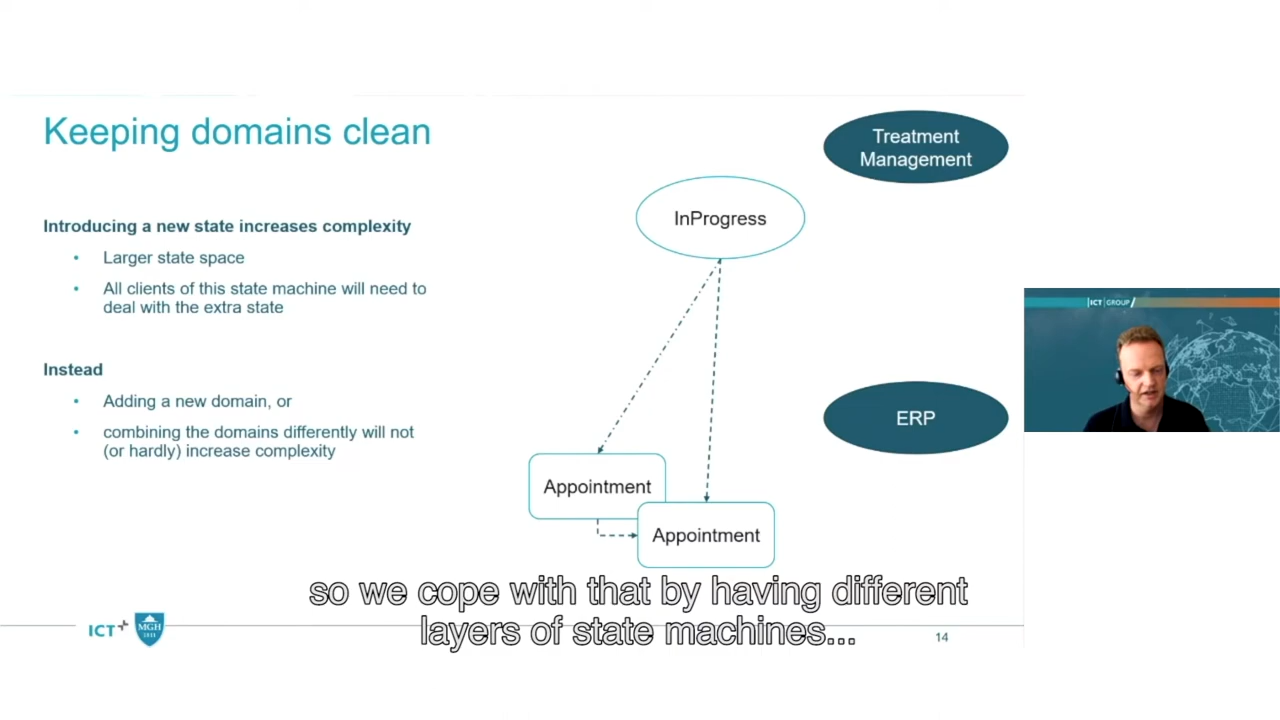 Keeping domains clean
Introducing a new state increases complexity
• Larger state space
• All clients of this state machine will need to
deal with the extra state
Instead
• Adding a new domain, or
• combining the domains differently will not
(or hardly) increase complexity
Treatment
Management
InProgress
ERP
Appointment
Appointment
|ICT|GROUP/
so we cope with that by having different
layers of state machines...
ICT
MGH
1811
14